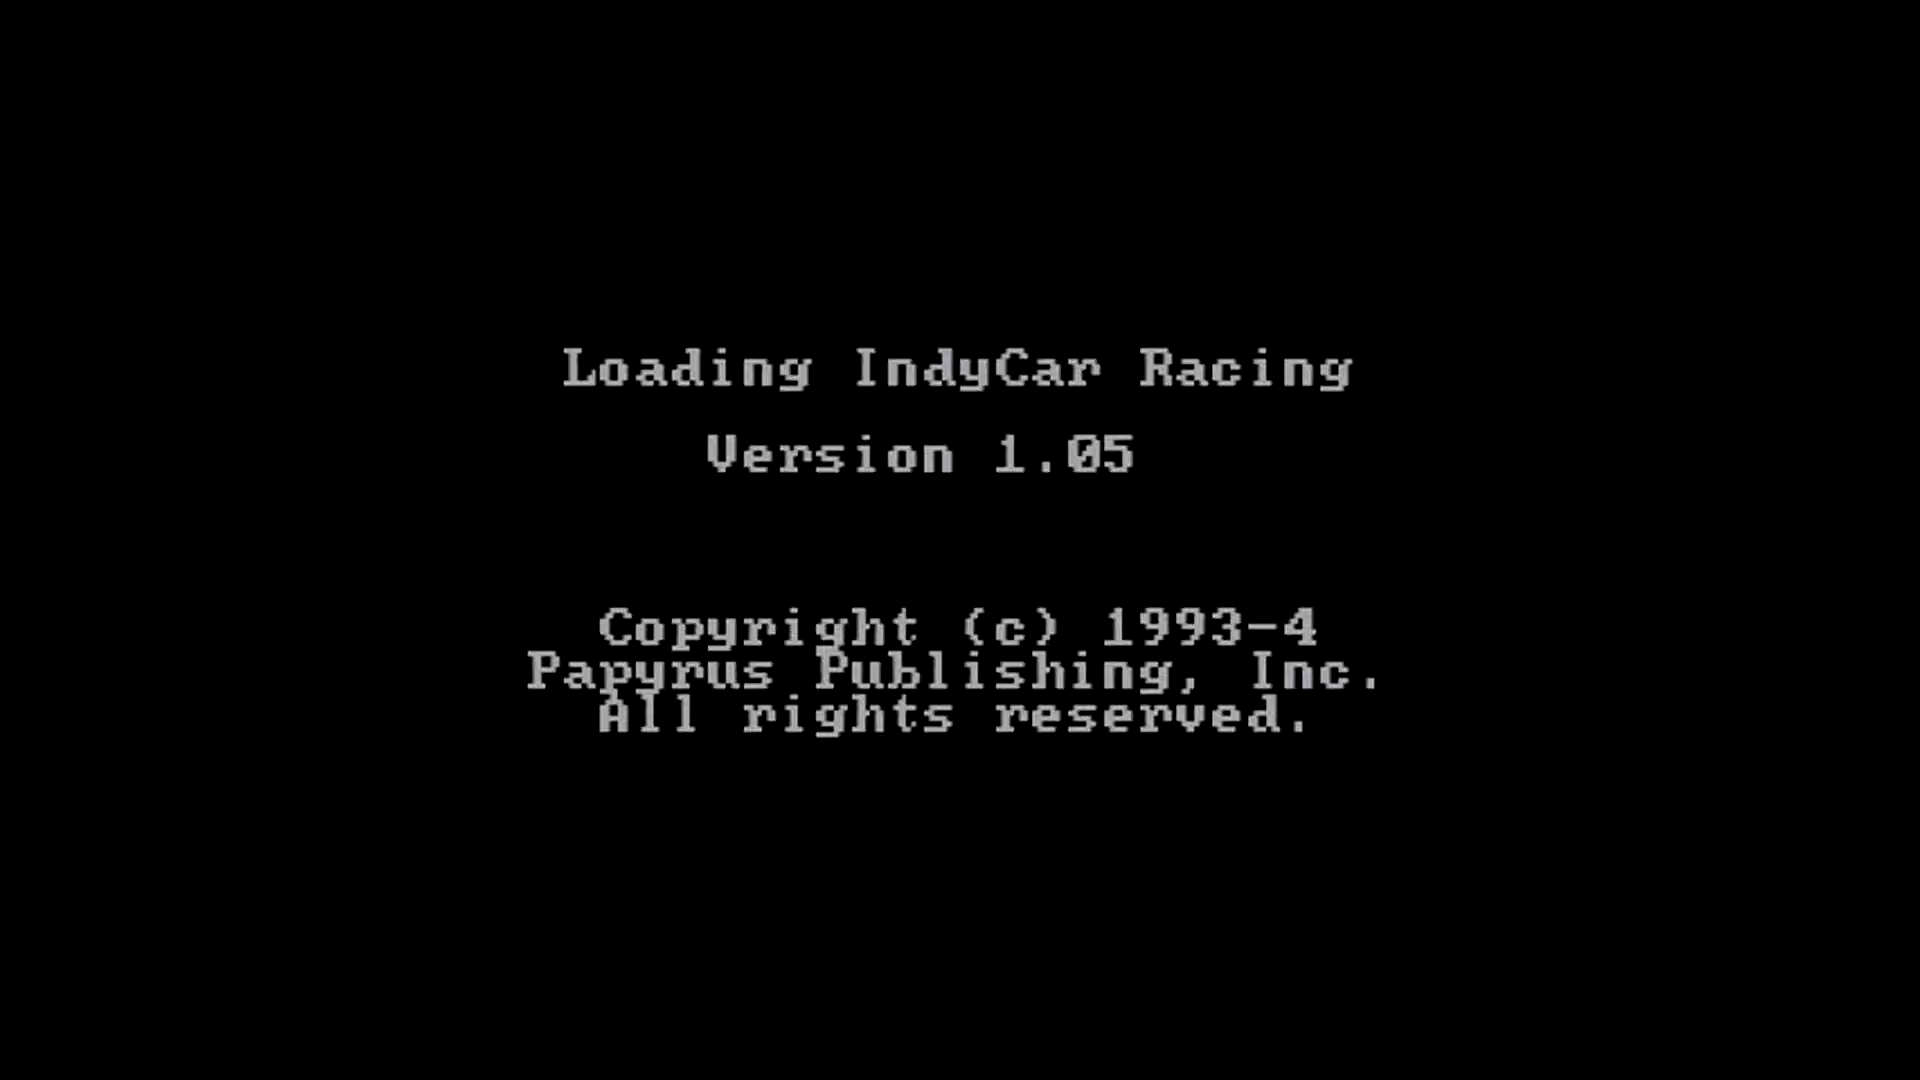 Loading IndyCar Racing
Version 1.05
Copyright (c) 1993-4
Papyrus Publishing, Inc.
All rights reserved.